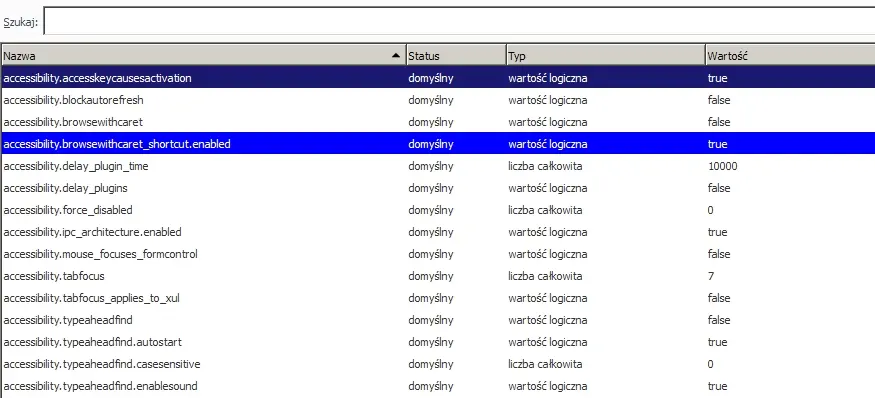 Szukaj:
Nazwa Status Typ Wartość
accessibility.accesskeycausesactivation domyślny wartość logiczna true
accessibility.blockautorefresh domyślny wartość logiczna false
accessibility.browsewithcaret domyślny wartość logiczna false
accessibility.browsewithcaret_shortcut.enabled domyślny wartość logiczna true
accessibility.delay_plugin_time domyślny liczba całkowita 10000
accessibility.delay_plugins domyślny wartość logiczna false
accessibility.force_disabled domyślny liczba całkowita 0
accessibility.ipc_architecture.enabled domyślny wartość logiczna true
accessibility.mouse_focuses_formcontrol domyślny wartość logiczna false
accessibility.tabfocus domyślny liczba całkowita 7
accessibility.tabfocus_applies_to_xul domyślny wartość logiczna false
accessibility.typeaheadfind domyślny wartość logiczna false
accessibility.typeaheadfind.autostart domyślny wartość logiczna true
accessibility.typeaheadfind.casesensitive domyślny liczba całkowita 0
accessibility.typeaheadfind.enablesound domyślny wartość logiczna true